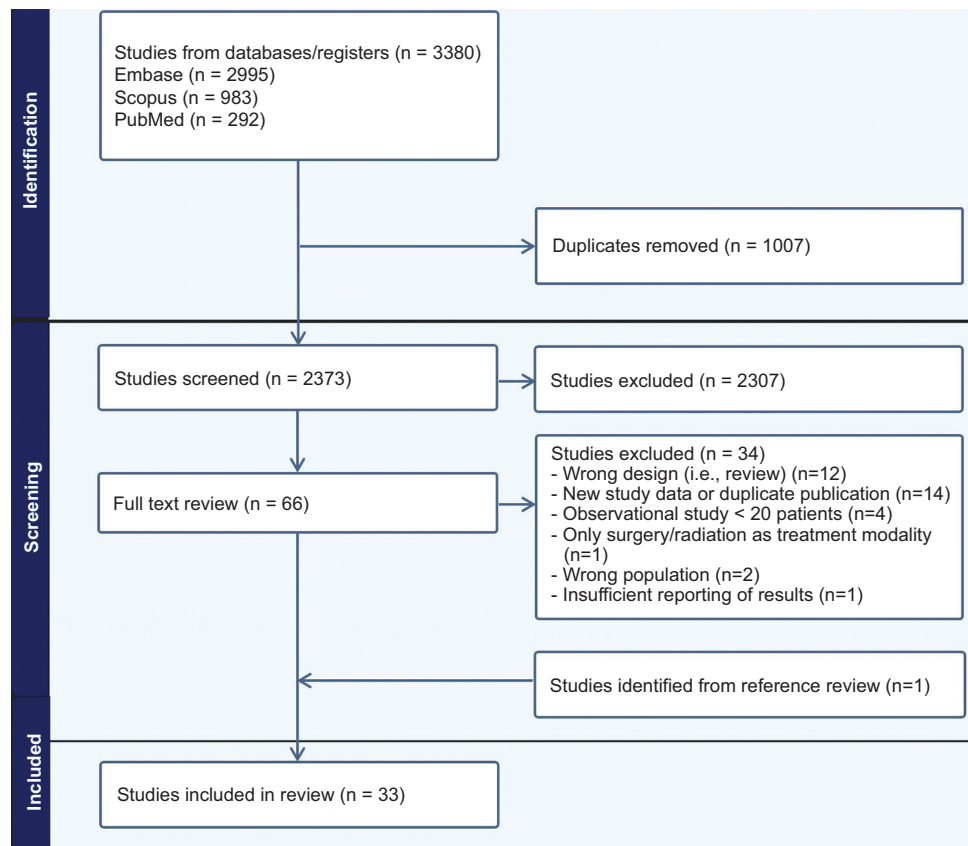 Identification
Studies from databases/registers (n = 3380)
Embase (n = 2995)
Scopus (n = 983)
PubMed (n = 292)
Duplicates removed (n = 1007)
Screening
Studies screened (n = 2373)
Studies excluded (n = 2307)
Full text review (n = 66)
Studies excluded (n = 34)
- Wrong design (i.e., review) (n=12)
- New study data or duplicate publication (n=14)
- Observational study < 20 patients (n=4)
- Only surgery/radiation as treatment modality
(n=1)
- Wrong population (n=2)
- Insufficient reporting of results (n=1)
Studies identified from reference review (n=1)
Included
Studies included in review (n = 33)